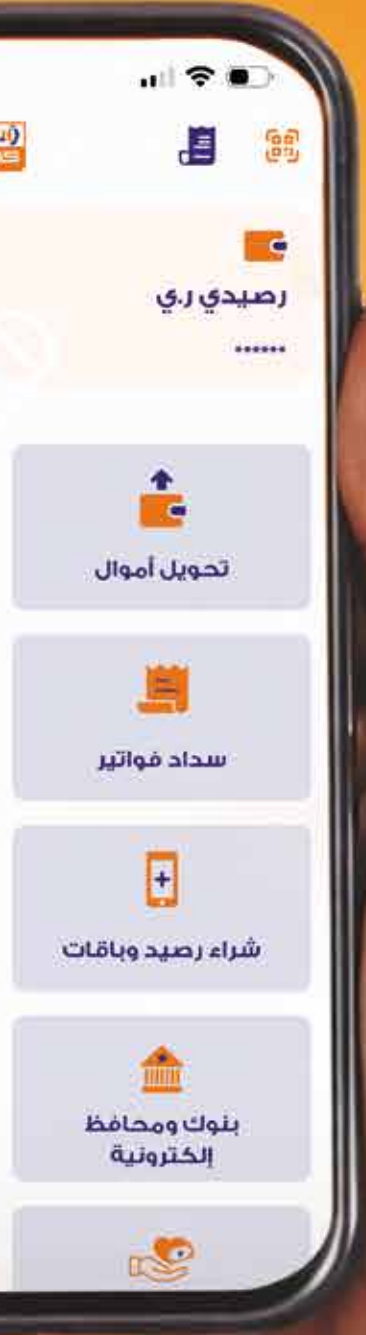 رصيدي ر.ي
••••••
تحويل أموال
سداد فواتير
شراء رصيد وباقات
بنوك ومحافظ
إلكترونية